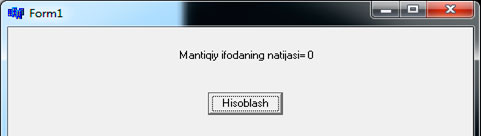 Form1
Mantiqiy ifodaning natijasi= 0
Hisoblash